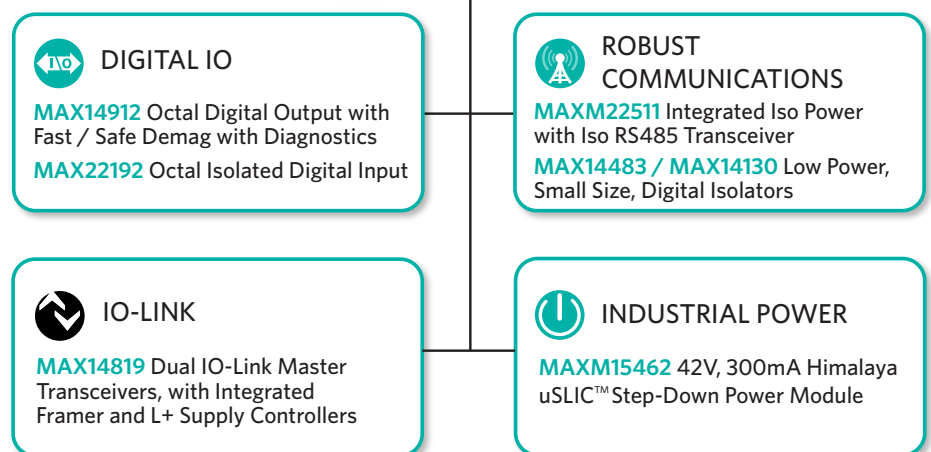 I\O
DIGITAL IO
MAX14912 Octal Digital Output with
Fast / Safe Demag with Diagnostics
MAX22192 Octal Isolated Digital Input
ROBUST
COMMUNICATIONS
MAXM22511 Integrated Iso Power
with Iso RS485 Transceiver
MAX14483 / MAX14130 Low Power,
Small Size, Digital Isolators
IO-LINK
MAX14819 Dual IO-Link Master
Transceivers, with Integrated
Framer and L+ Supply Controllers
INDUSTRIAL POWER
MAXM15462 42V, 300mA Himalaya
uSLIC™ Step-Down Power Module